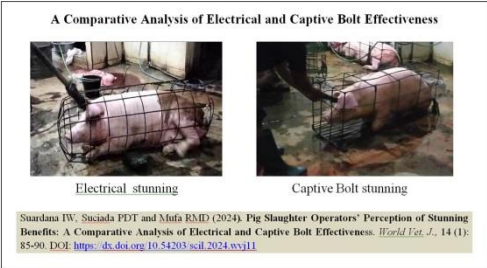 A Comparative Analysis of Electrical and Captive Bolt Effectiveness
Electrical stunning
Captive Bolt stunning
Suardana IW, Suciada PDT and Mufa RMD (2024). Pig Slaughter Operators' Perception of Stunning
Benefits: A Comparative Analysis of Electrical and Captive Bolt Effectiveness. World Vet. J., 14 (1):
85-90. DOI: https://dx.doi.org/10.54203/scil.2024.wvj11